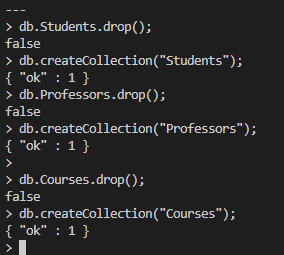 ---
> db.Students.drop();
false
> db.createCollection("Students");
{ "ok" : 1 }
> db.Professors.drop();
false
> db.createCollection("Professors");
{ "ok" : 1 }
>
> db.Courses.drop();
false
> db.createCollection("Courses");
{ "ok" : 1 }
>